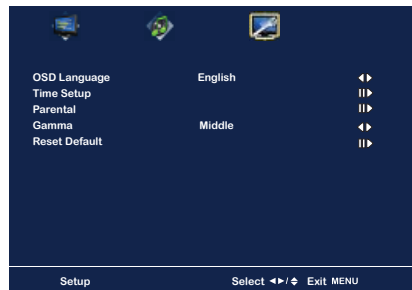 OSD Language English
Time Setup
Parental
Gamma Middle
Reset Default
Setup Select ◄►/◆ Exit MENU